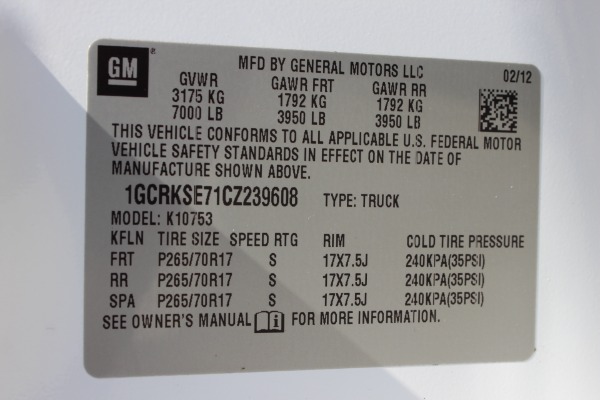 GM ®
MFD BY GENERAL MOTORS LLC 02/12
GVWR GAWR FRT GAWR RR
3175 KG 1792 KG 1792 KG
7000 LB 3950 LB 3950 LB
THIS VEHICLE CONFORMS TO ALL APPLICABLE U.S. FEDERAL MOTOR
VEHICLE SAFETY STANDARDS IN EFFECT ON THE DATE OF
MANUFACTURE SHOWN ABOVE.
1GCRKSE71CZ239608 TYPE: TRUCK
MODEL: K10753
KFLN TIRE SIZE SPEED RTG RIM COLD TIRE PRESSURE
FRT P265/70R17 S 17X7.5J 240KPA(35PSI)
RR P265/70R17 S 17X7.5J 240KPA(35PSI)
SPA P265/70R17 S 17X7.5J 240KPA(35PSI)
SEE OWNER'S MANUAL i FOR MORE INFORMATION.